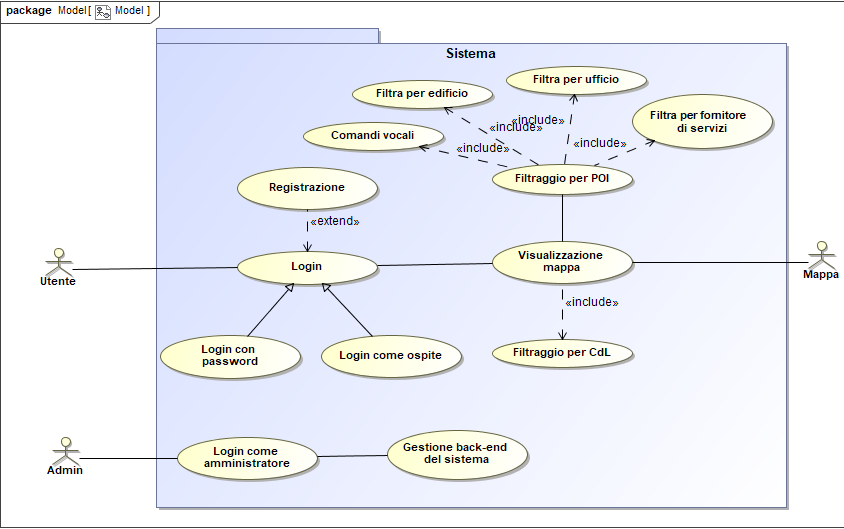 package Model [ Model ]
Sistema
Filtra per ufficio
Filtra per edificio
Filtra per fornitore
di servizi
«include»
«include»
Comandi vocali
«include»
«include»
Filtraggio per POI
Registrazione
«extend»
Visualizzazione
mappa
Login
Utente
Mappa
«include»
Login con
password
Login come ospite
Filtraggio per CdL
Gestione back-end
del sistema
Login come
amministratore
Admin